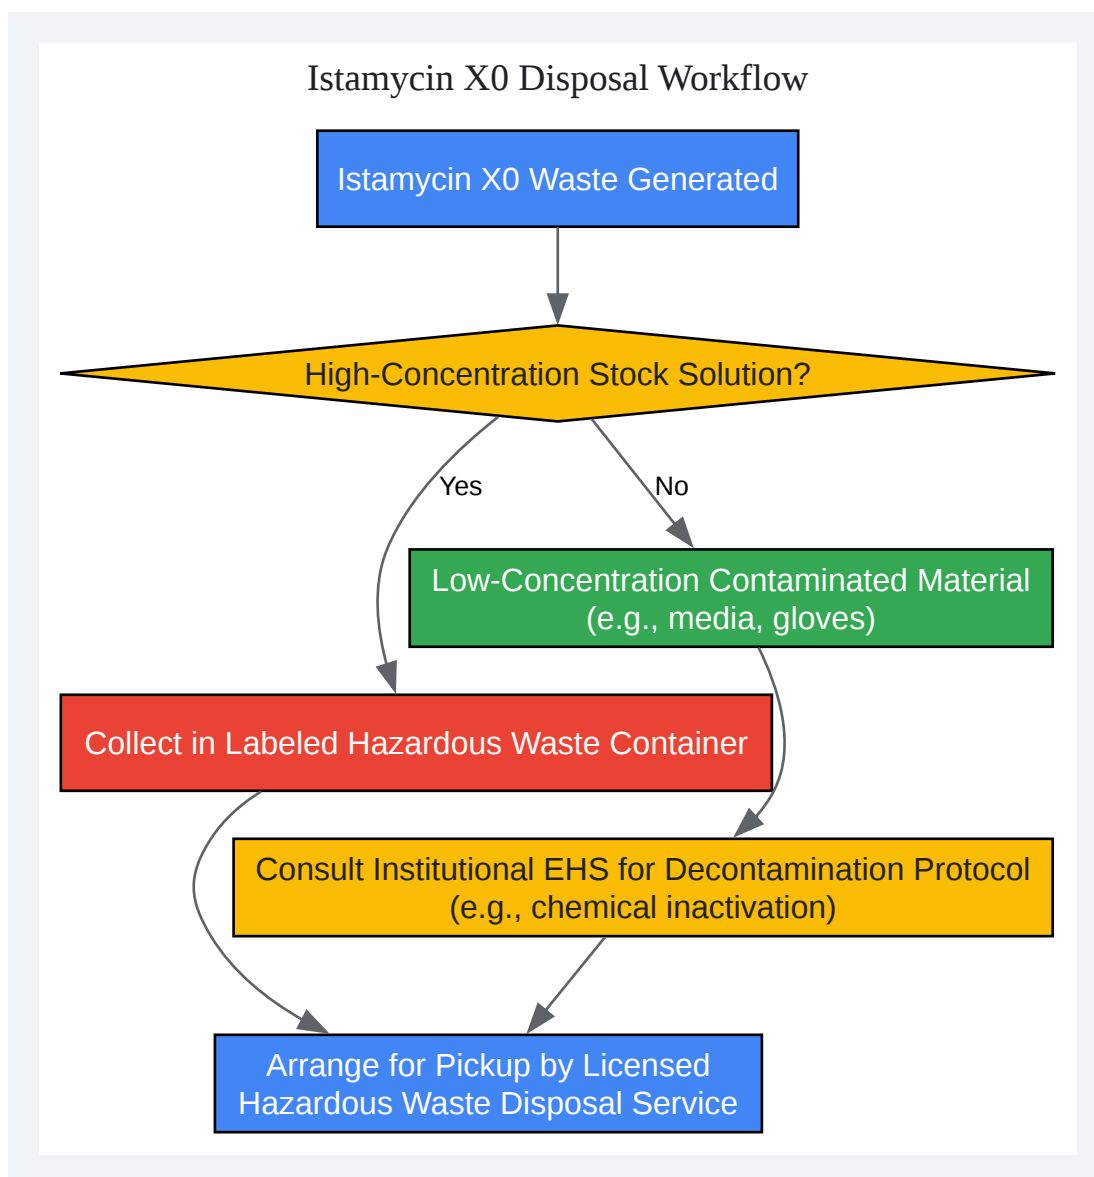 Istamycin X0 Disposal Workflow
Istamycin X0 Waste Generated
High-Concentration Stock Solution?
Yes
No
Low-Concentration Contaminated Material
(e.g., media, gloves)
Collect in Labeled Hazardous Waste Container
Consult Institutional EHS for Decontamination Protocol
(e.g., chemical inactivation)
Arrange for Pickup by Licensed
Hazardous Waste Disposal Service